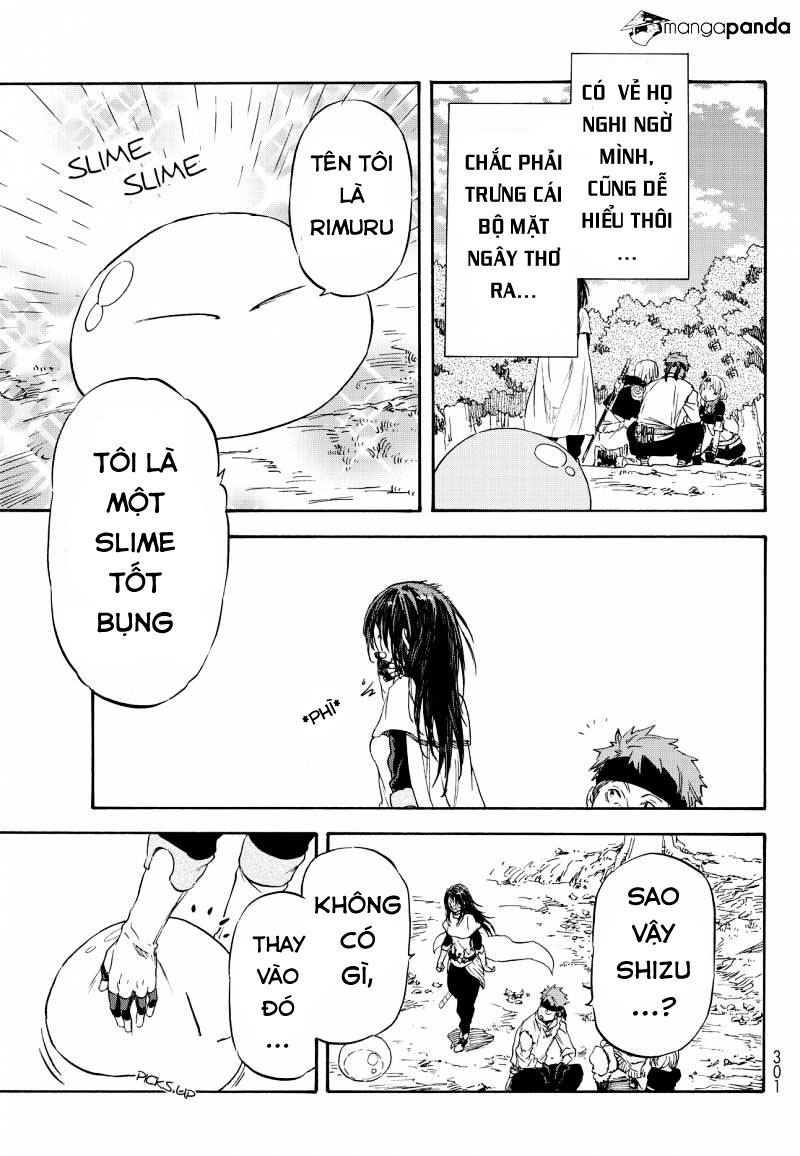 mangapanda
CÓ VẺ HỌ
NGHI NGỜ
MÌNH,
CŨNG DỄ
HIỂU THÔI
...
CHẮC PHẢI
TRƯNG CÁI
BỘ MẶT
NGÂY THƠ
RA...
TÊN TÔI
LÀ
RIMURU
SLIME
SLIME
TÔI LÀ
MỘT
SLIME
TỐT
BỤNG
*PHÌ*
SAO
VẬY
SHIZU
...?
KHÔNG
CÓ
GÌ,
THAY
VÀO
ĐÓ
...
PICKS UP
301